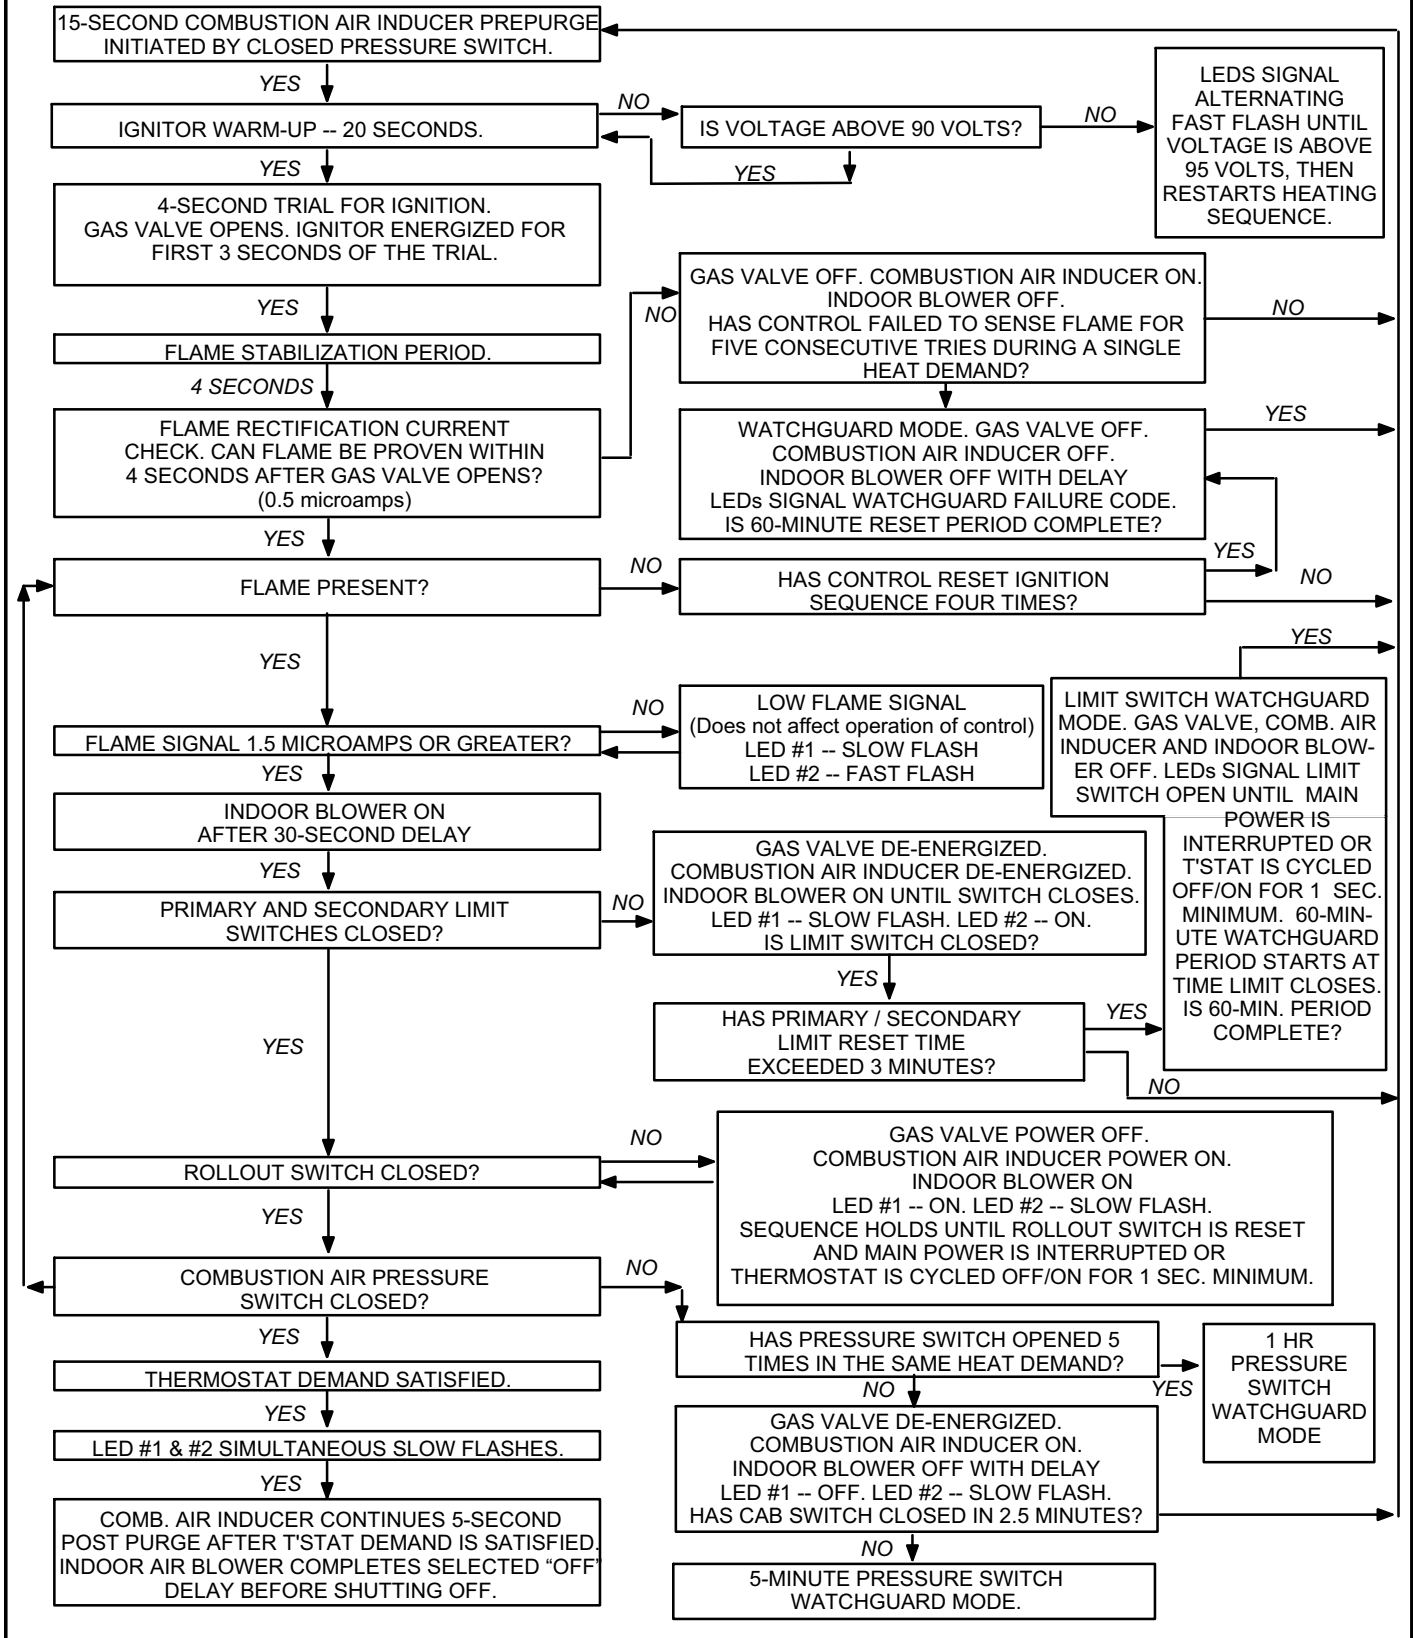 15-SECOND COMBUSTION AIR INDUCER PREPURGE
INITIATED BY CLOSED PRESSURE SWITCH.
YES
IGNITOR WARM-UP -- 20 SECONDS.
NO
IS VOLTAGE ABOVE 90 VOLTS?
NO
YES
LEDS SIGNAL
ALTERNATING
FAST FLASH UNTIL
VOLTAGE IS ABOVE
95 VOLTS, THEN
RESTARTS HEATING
SEQUENCE.
YES
4-SECOND TRIAL FOR IGNITION.
GAS VALVE OPENS. IGNITOR ENERGIZED FOR
FIRST 3 SECONDS OF THE TRIAL.
YES
FLAME STABILIZATION PERIOD.
4 SECONDS
FLAME RECTIFICATION CURRENT
CHECK. CAN FLAME BE PROVEN WITHIN
4 SECONDS AFTER GAS VALVE OPENS?
(0.5 microamps)
NO
GAS VALVE OFF. COMBUSTION AIR INDUCER ON.
INDOOR BLOWER OFF.
HAS CONTROL FAILED TO SENSE FLAME FOR
FIVE CONSECUTIVE TRIES DURING A SINGLE
HEAT DEMAND?
NO
WATCHGUARD MODE. GAS VALVE OFF.
COMBUSTION AIR INDUCER OFF.
INDOOR BLOWER OFF WITH DELAY
LEDs SIGNAL WATCHGUARD FAILURE CODE.
IS 60-MINUTE RESET PERIOD COMPLETE?
YES
YES
FLAME PRESENT?
NO
HAS CONTROL RESET IGNITION
SEQUENCE FOUR TIMES?
YES
NO
YES
FLAME SIGNAL 1.5 MICROAMPS OR GREATER?
NO
LOW FLAME SIGNAL
(Does not affect operation of control)
LED #1 -- SLOW FLASH
LED #2 -- FAST FLASH
YES
LIMIT SWITCH WATCHGUARD
MODE. GAS VALVE, COMB. AIR
INDUCER AND INDOOR BLOW-
ER OFF. LEDs SIGNAL LIMIT
SWITCH OPEN UNTIL MAIN
POWER IS
INTERRUPTED OR
T'STAT IS CYCLED
OFF/ON FOR 1 SEC.
MINIMUM. 60-MIN-
UTE WATCHGUARD
PERIOD STARTS AT
TIME LIMIT CLOSES.
IS 60-MIN. PERIOD
COMPLETE?
YES
INDOOR BLOWER ON
AFTER 30-SECOND DELAY
YES
PRIMARY AND SECONDARY LIMIT
SWITCHES CLOSED?
NO
GAS VALVE DE-ENERGIZED.
COMBUSTION AIR INDUCER DE-ENERGIZED.
INDOOR BLOWER ON UNTIL SWITCH CLOSES.
LED #1 -- SLOW FLASH. LED #2 -- ON.
IS LIMIT SWITCH CLOSED?
YES
HAS PRIMARY / SECONDARY
LIMIT RESET TIME
EXCEEDED 3 MINUTES?
YES
NO
YES
ROLLOUT SWITCH CLOSED?
NO
GAS VALVE POWER OFF.
COMBUSTION AIR INDUCER POWER ON.
INDOOR BLOWER ON
LED #1 -- ON. LED #2 -- SLOW FLASH.
SEQUENCE HOLDS UNTIL ROLLOUT SWITCH IS RESET
AND MAIN POWER IS INTERRUPTED OR
THERMOSTAT IS CYCLED OFF/ON FOR 1 SEC. MINIMUM.
YES
COMBUSTION AIR PRESSURE
SWITCH CLOSED?
NO
HAS PRESSURE SWITCH OPENED 5
TIMES IN THE SAME HEAT DEMAND?
YES
1 HR
PRESSURE
SWITCH
WATCHGUARD
MODE
YES
THERMOSTAT DEMAND SATISFIED.
NO
GAS VALVE DE-ENERGIZED.
COMBUSTION AIR INDUCER ON.
INDOOR BLOWER OFF WITH DELAY
LED #1 -- OFF. LED #2 -- SLOW FLASH.
HAS CAB SWITCH CLOSED IN 2.5 MINUTES?
YES
LED #1 & #2 SIMULTANEOUS SLOW FLASHES.
YES
COMB. AIR INDUCER CONTINUES 5-SECOND
POST PURGE AFTER T'STAT DEMAND IS SATISFIED.
INDOOR AIR BLOWER COMPLETES SELECTED “OFF”
DELAY BEFORE SHUTTING OFF.
NO
5-MINUTE PRESSURE SWITCH
WATCHGUARD MODE.